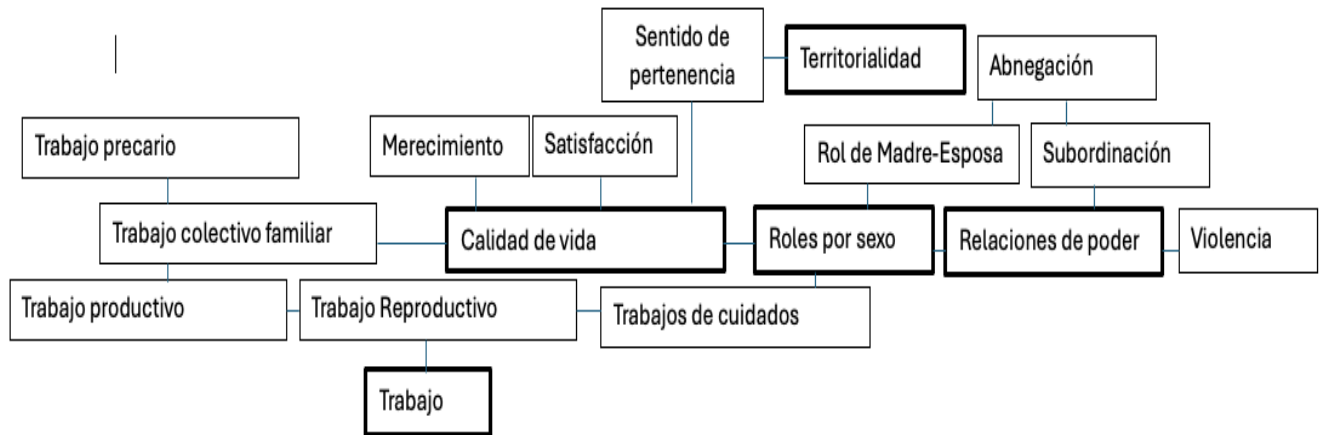 Sentido de
pertenencia
Territorialidad
Abnegación
Trabajo precario
Merecimiento
Satisfacción
Rol de Madre-Esposa
Subordinación
Trabajo colectivo familiar
Calidad de vida
Roles por sexo
Relaciones de poder
Violencia
Trabajo productivo
Trabajo Reproductivo
Trabajos de cuidados
Trabajo